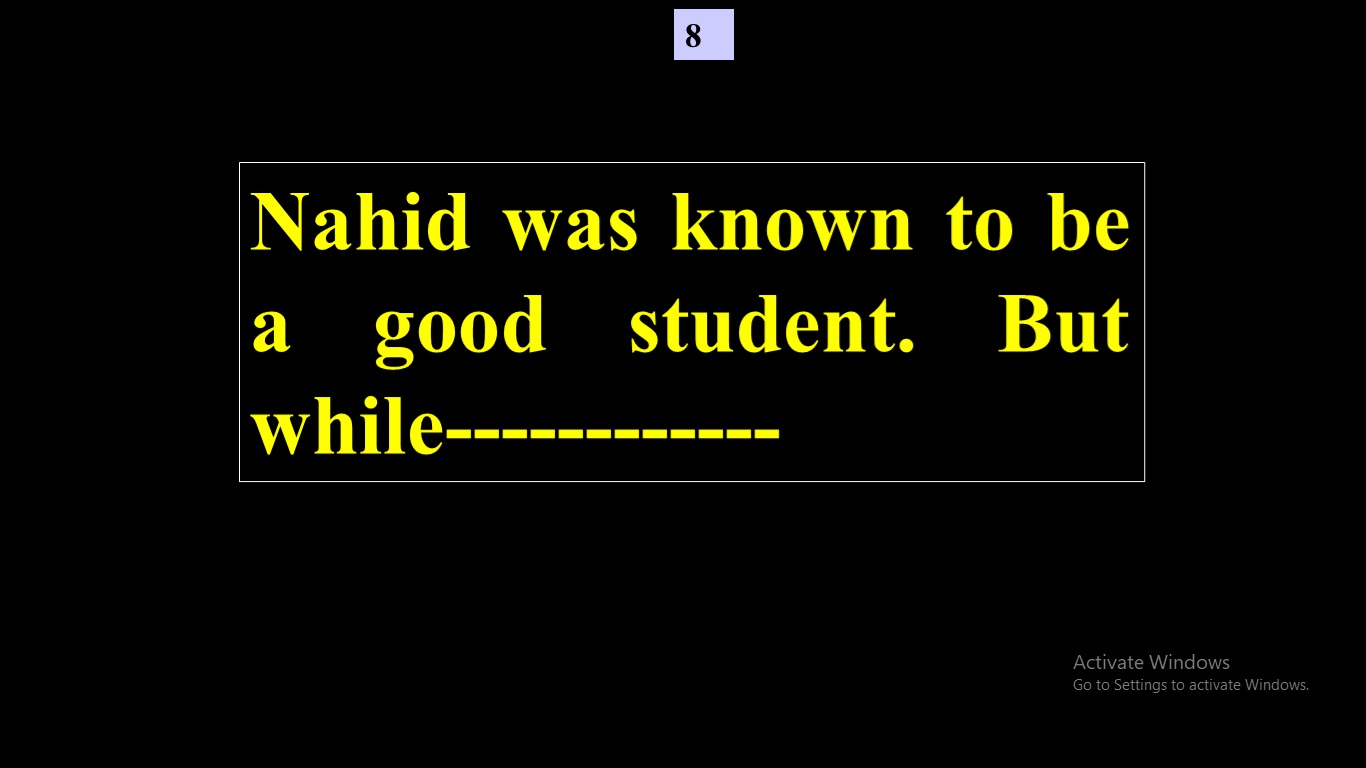 8
Nahid was known to be
a good student. But
while------------
Activate Windows
Go to Settings to activate Windows.